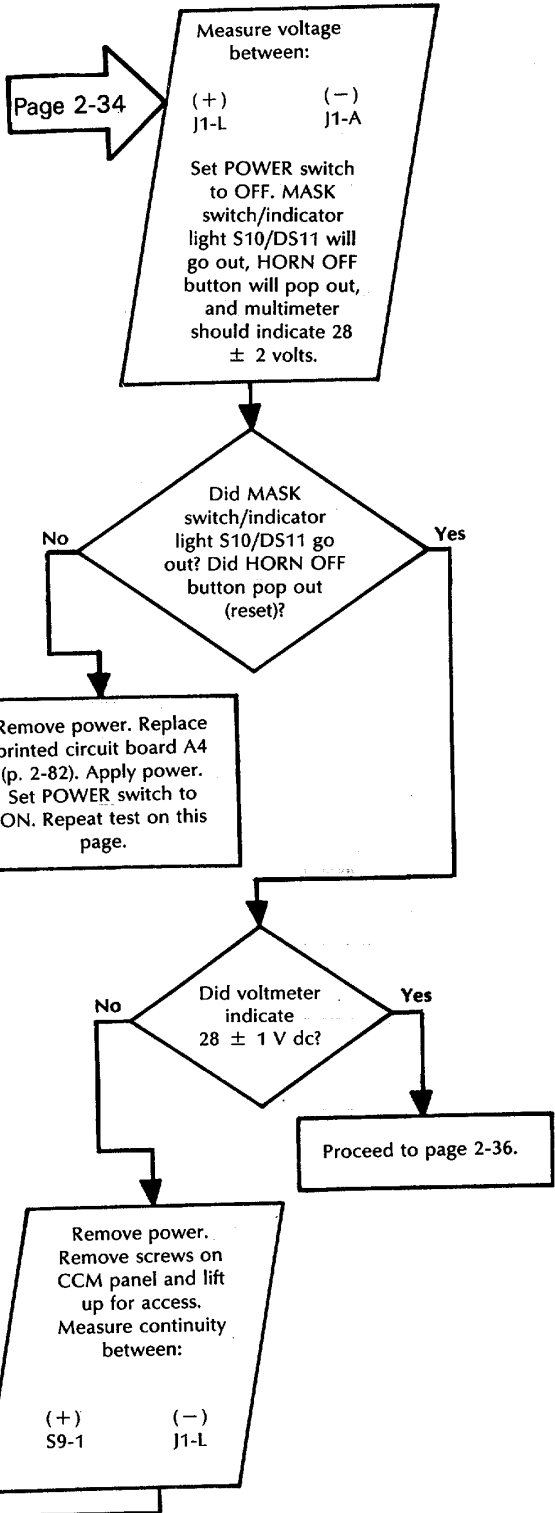 Measure voltage
between:
Page 2-34
(+) (−)
J1-L J1-A
Set POWER switch
to OFF. MASK
switch/indicator
light S10/DS11 will
go out, HORN OFF
button will pop out,
and multimeter
should indicate 28
± 2 volts.
Did MASK
switch/indicator
light S10/DS11 go
out? Did HORN OFF
button pop out
(reset)?
No
Yes
Remove power. Replace
printed circuit board A4
(p. 2-82). Apply power.
Set POWER switch to
ON. Repeat test on this
page.
Did voltmeter
indicate
28 ± 1 V dc?
No
Yes
Proceed to page 2-36.
Remove power.
Remove screws on
CCM panel and lift
up for access.
Measure continuity
between:
(+) (−)
S9-1 J1-L